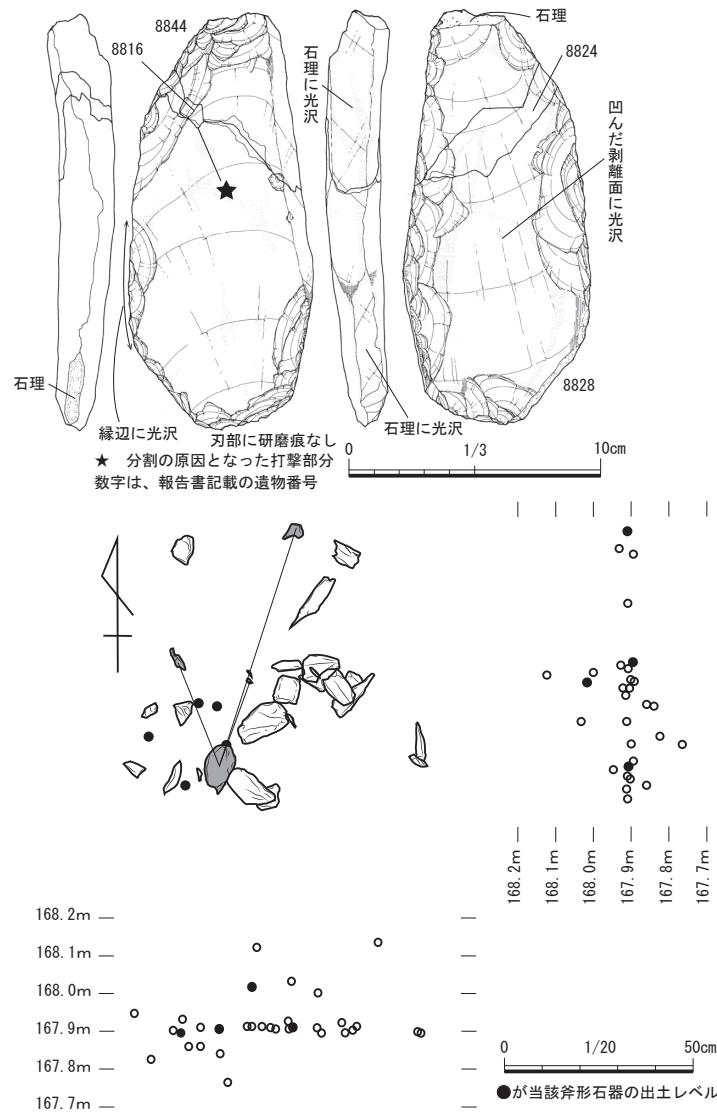 8844
8816
石理に光沢
石理
8824
凹んだ剥離面に光沢
石理
縁辺に光沢
刃部に研磨痕なし
石理に光沢
8828
★ 分割の原因となった打撃部分
数字は、報告書記載の遺物番号
0 1/3 10cm
168.2m
168.1m
168.0m
167.9m
167.8m
167.7m
168.2m
168.1m
168.0m
167.9m
167.8m
167.7m
0 1/20 50cm
●が当該斧形石器の出土レベル